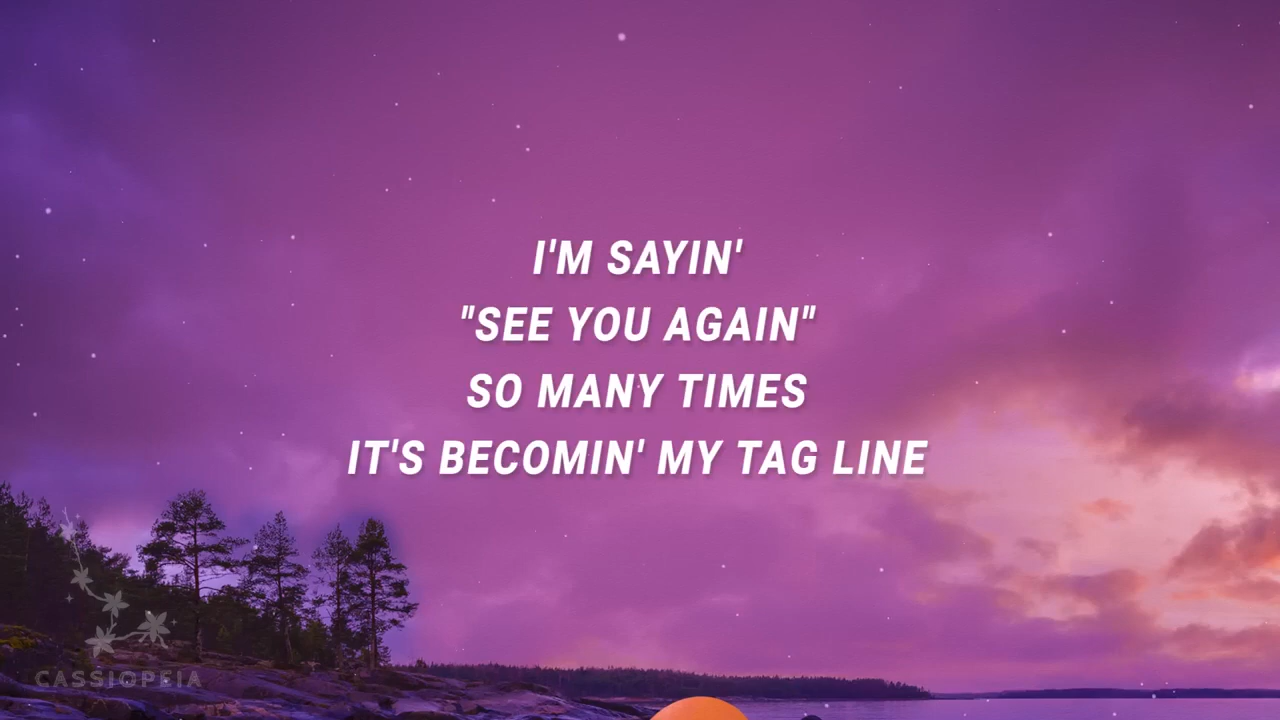 I'M SAYIN'
"SEE YOU AGAIN"
SO MANY TIMES
IT'S BECOMIN' MY TAG LINE
CASSIOPEIA